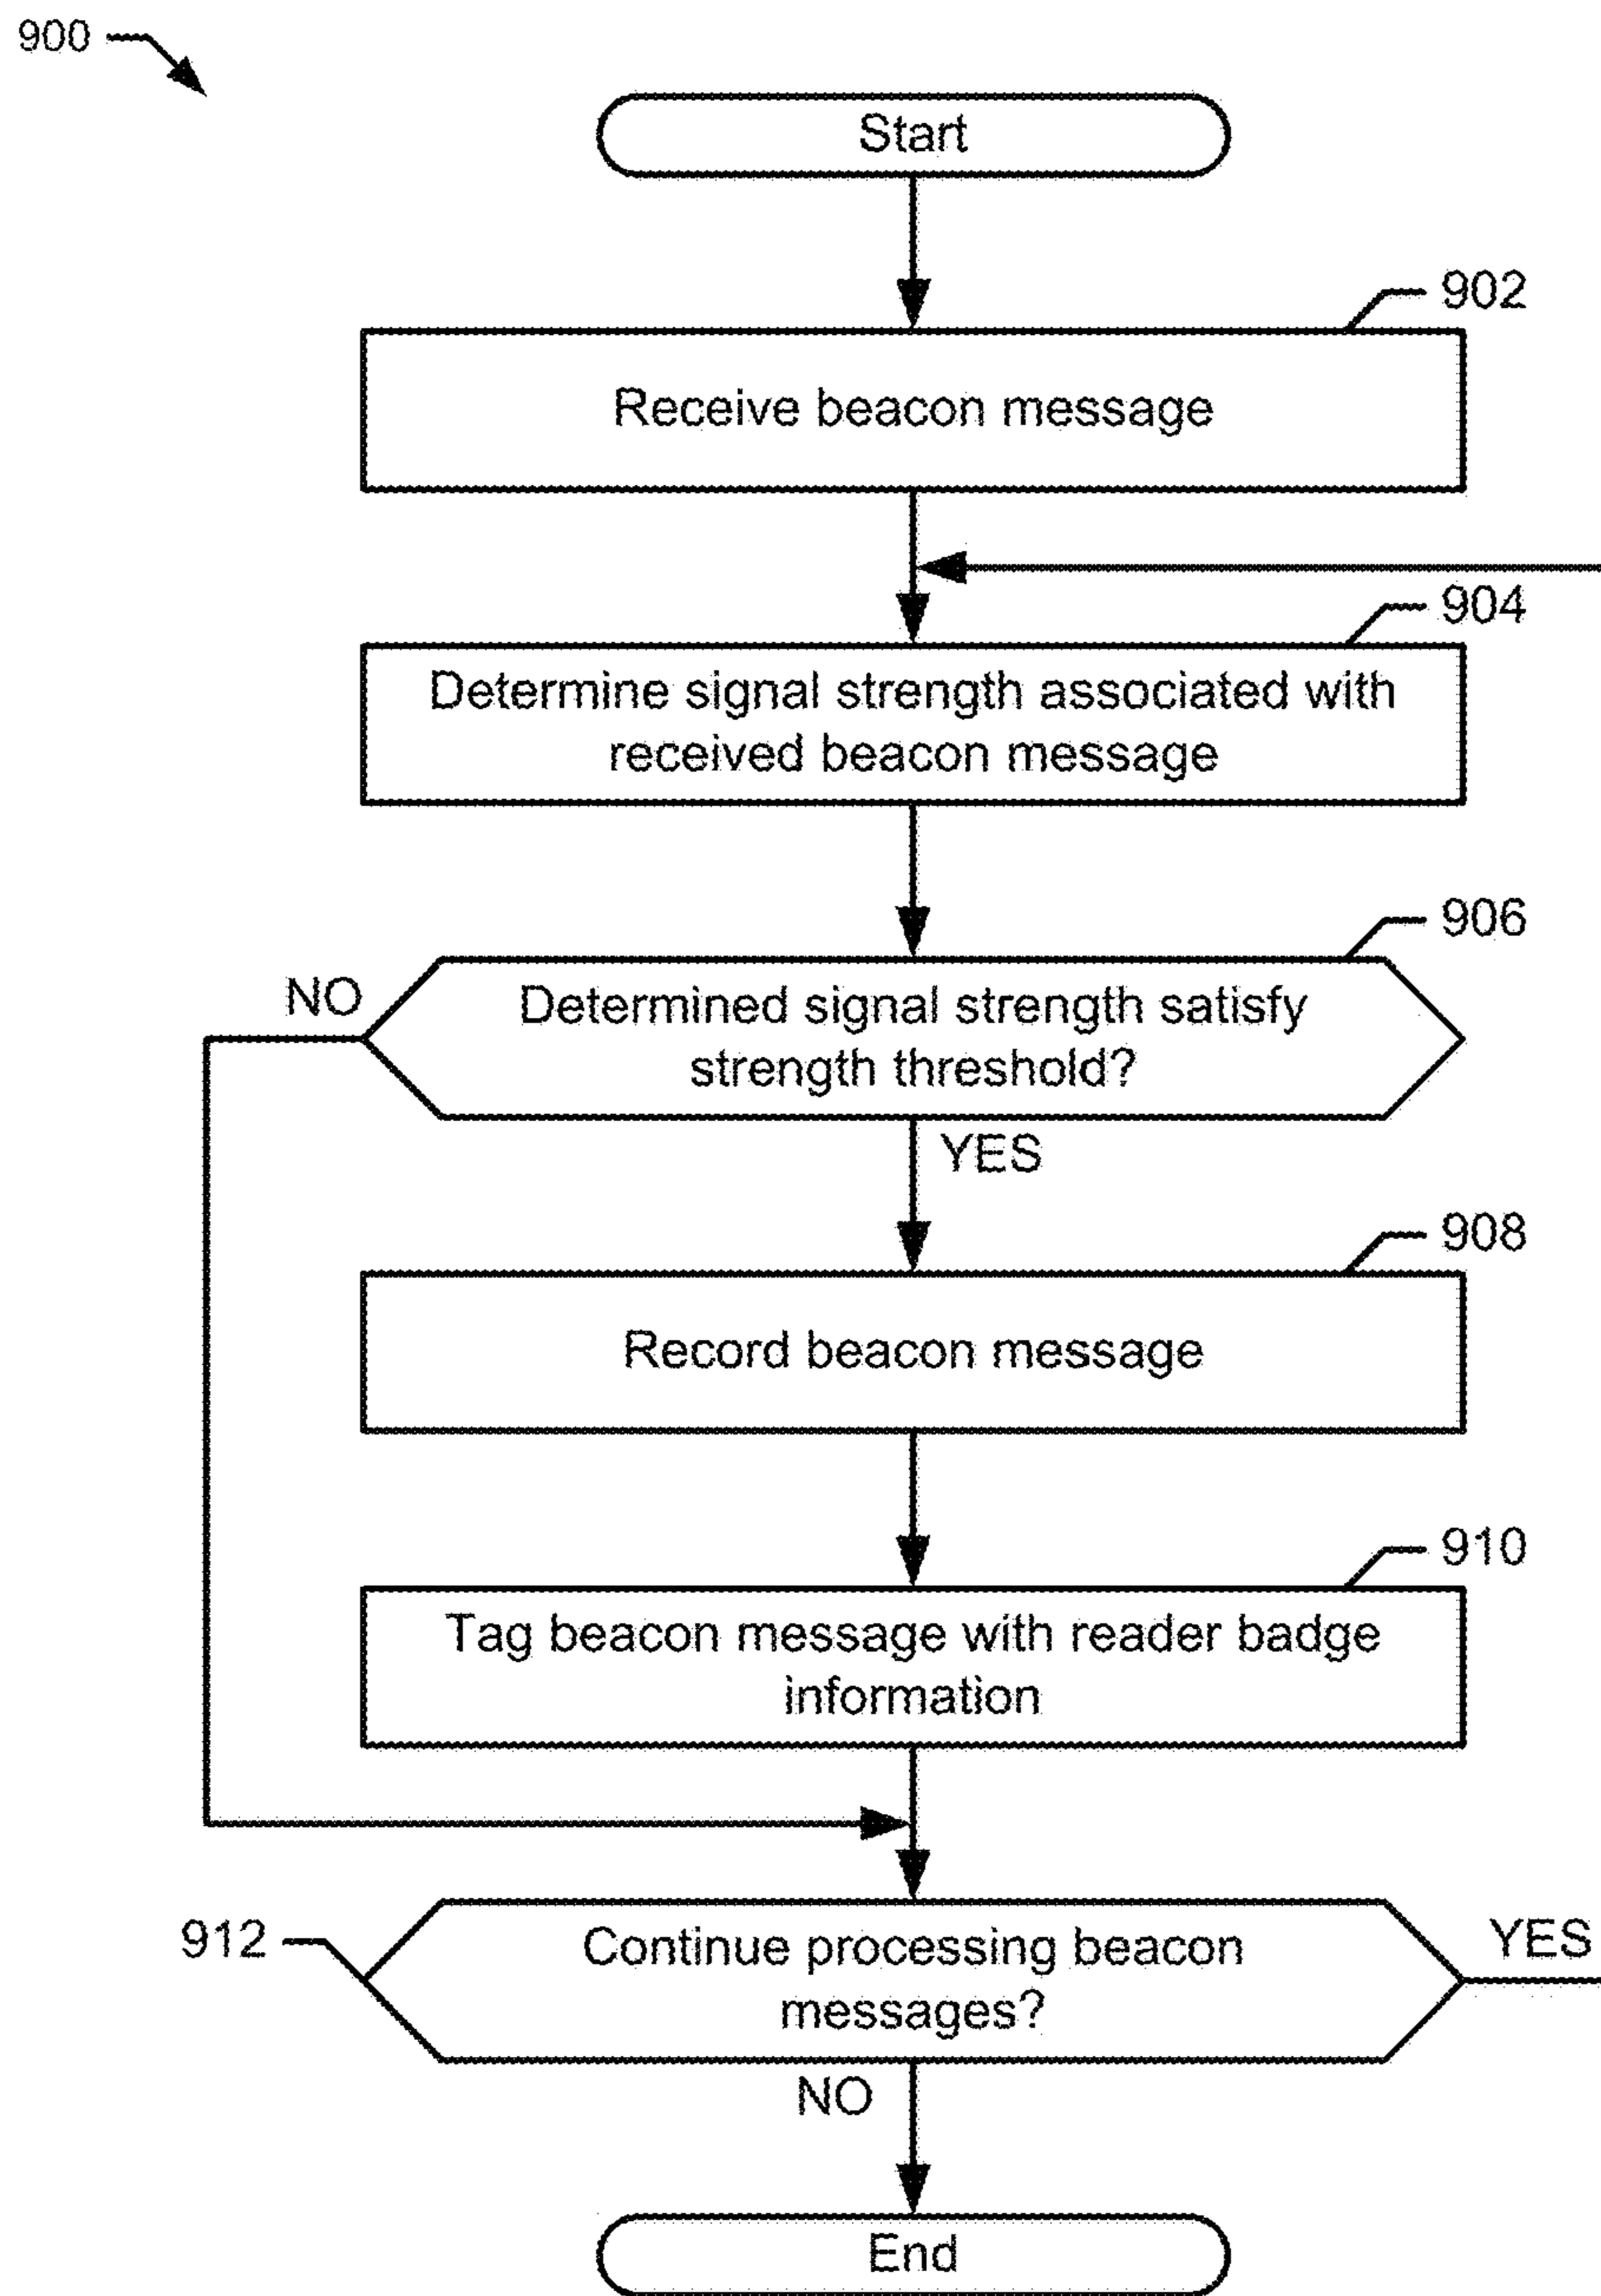 900
Start
902
Receive beacon message
904
Determine signal strength associated with
received beacon message
906
NO
Determined signal strength satisfy
strength threshold?
YES
908
Record beacon message
910
Tag beacon message with reader badge
information
912
Continue processing beacon
messages?
YES
NO
End